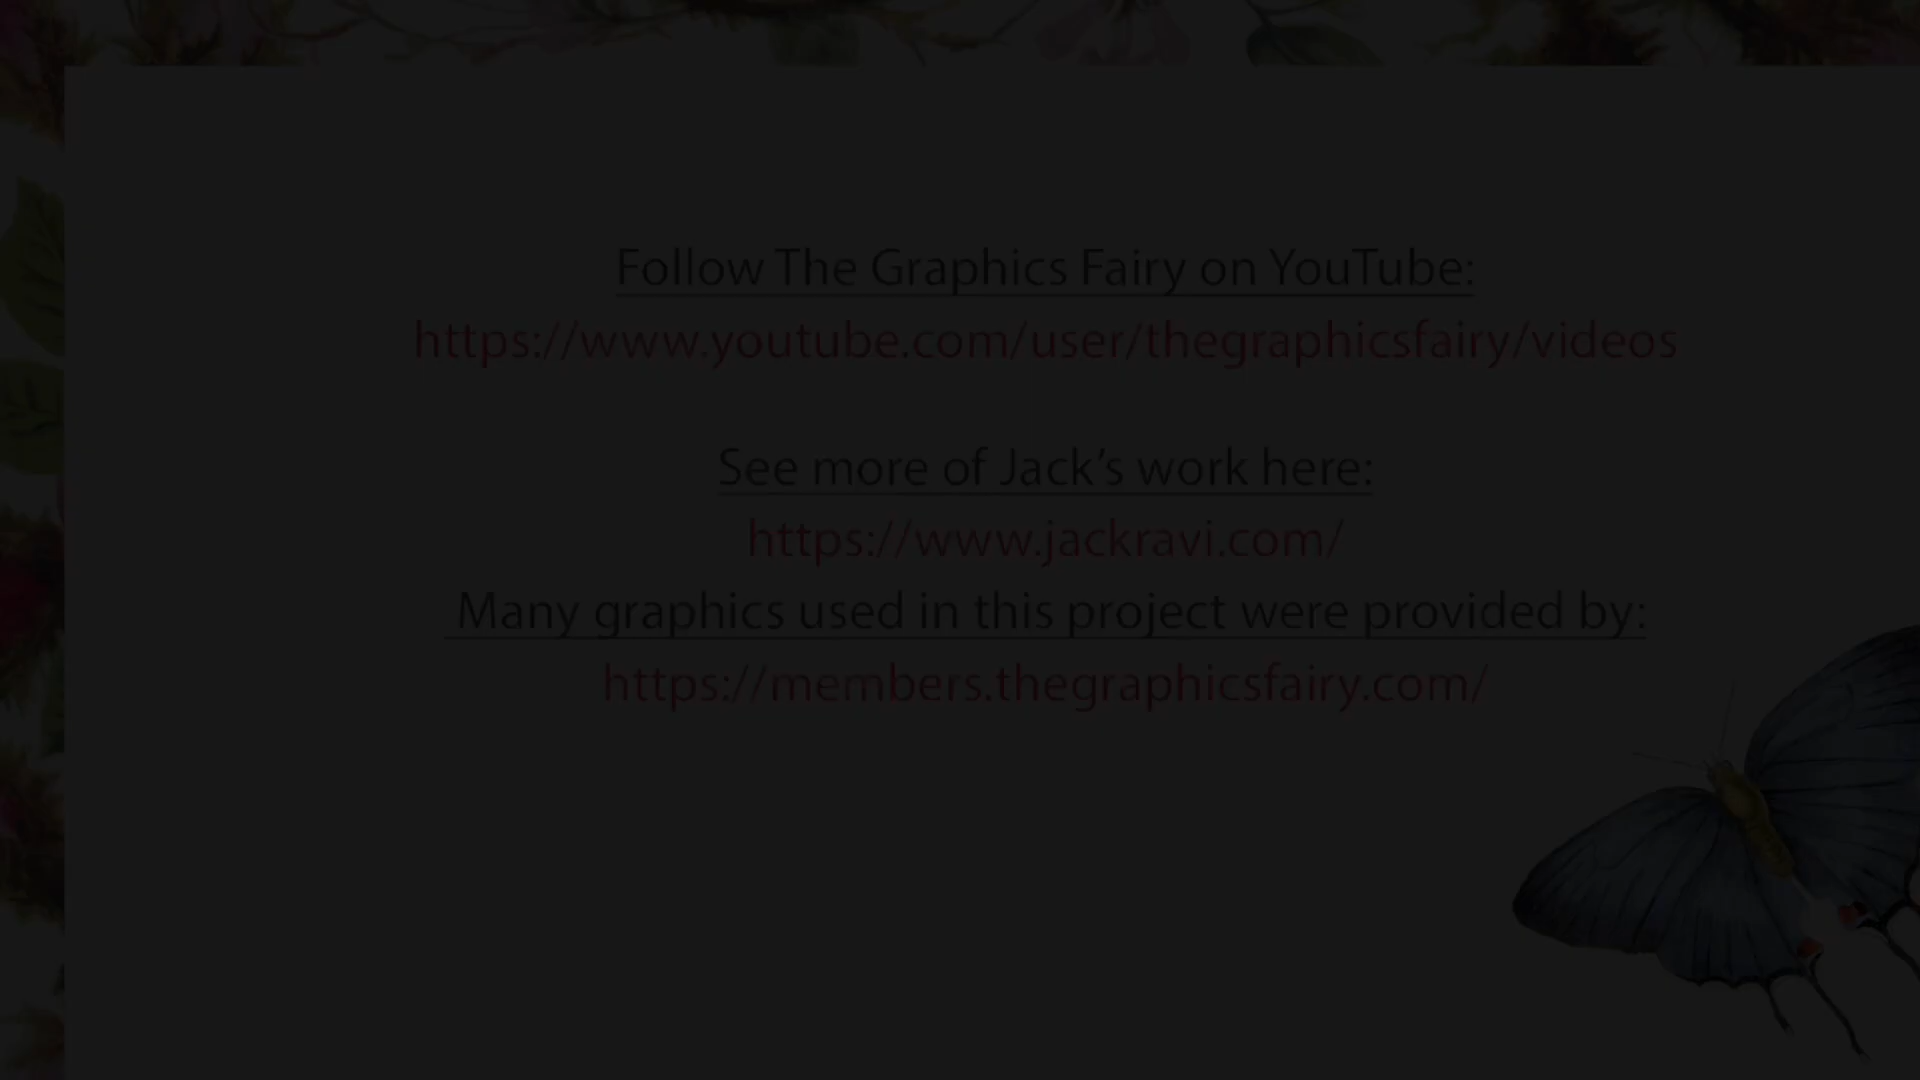 Follow The Graphics Fairy on YouTube:
https://www.youtube.com/user/thegraphicsfairy/videos
See more of Jack’s work here:
https://www.jackravi.com/
Many graphics used in this project were provided by:
https://members.thegraphicsfairy.com/